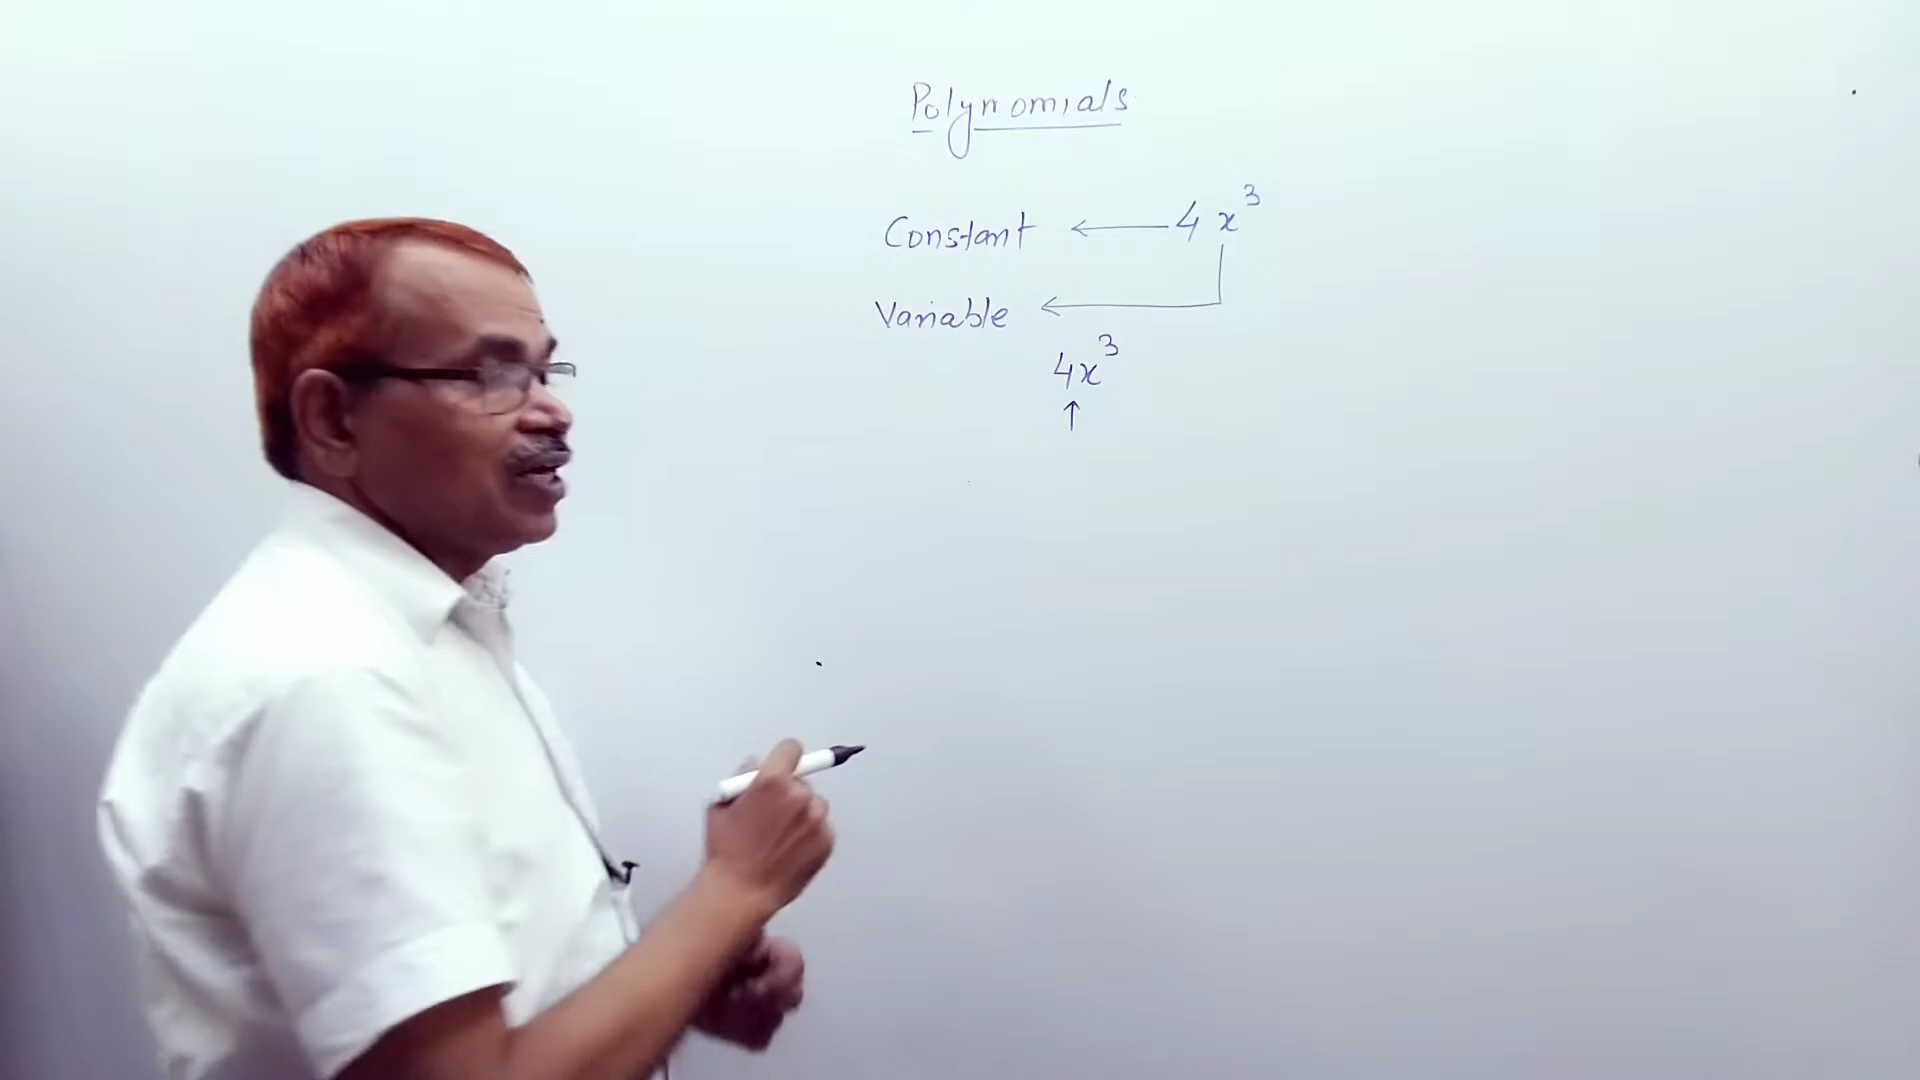 Polynomials
Constant ← 4 x³
Variable ←
4x³
↑